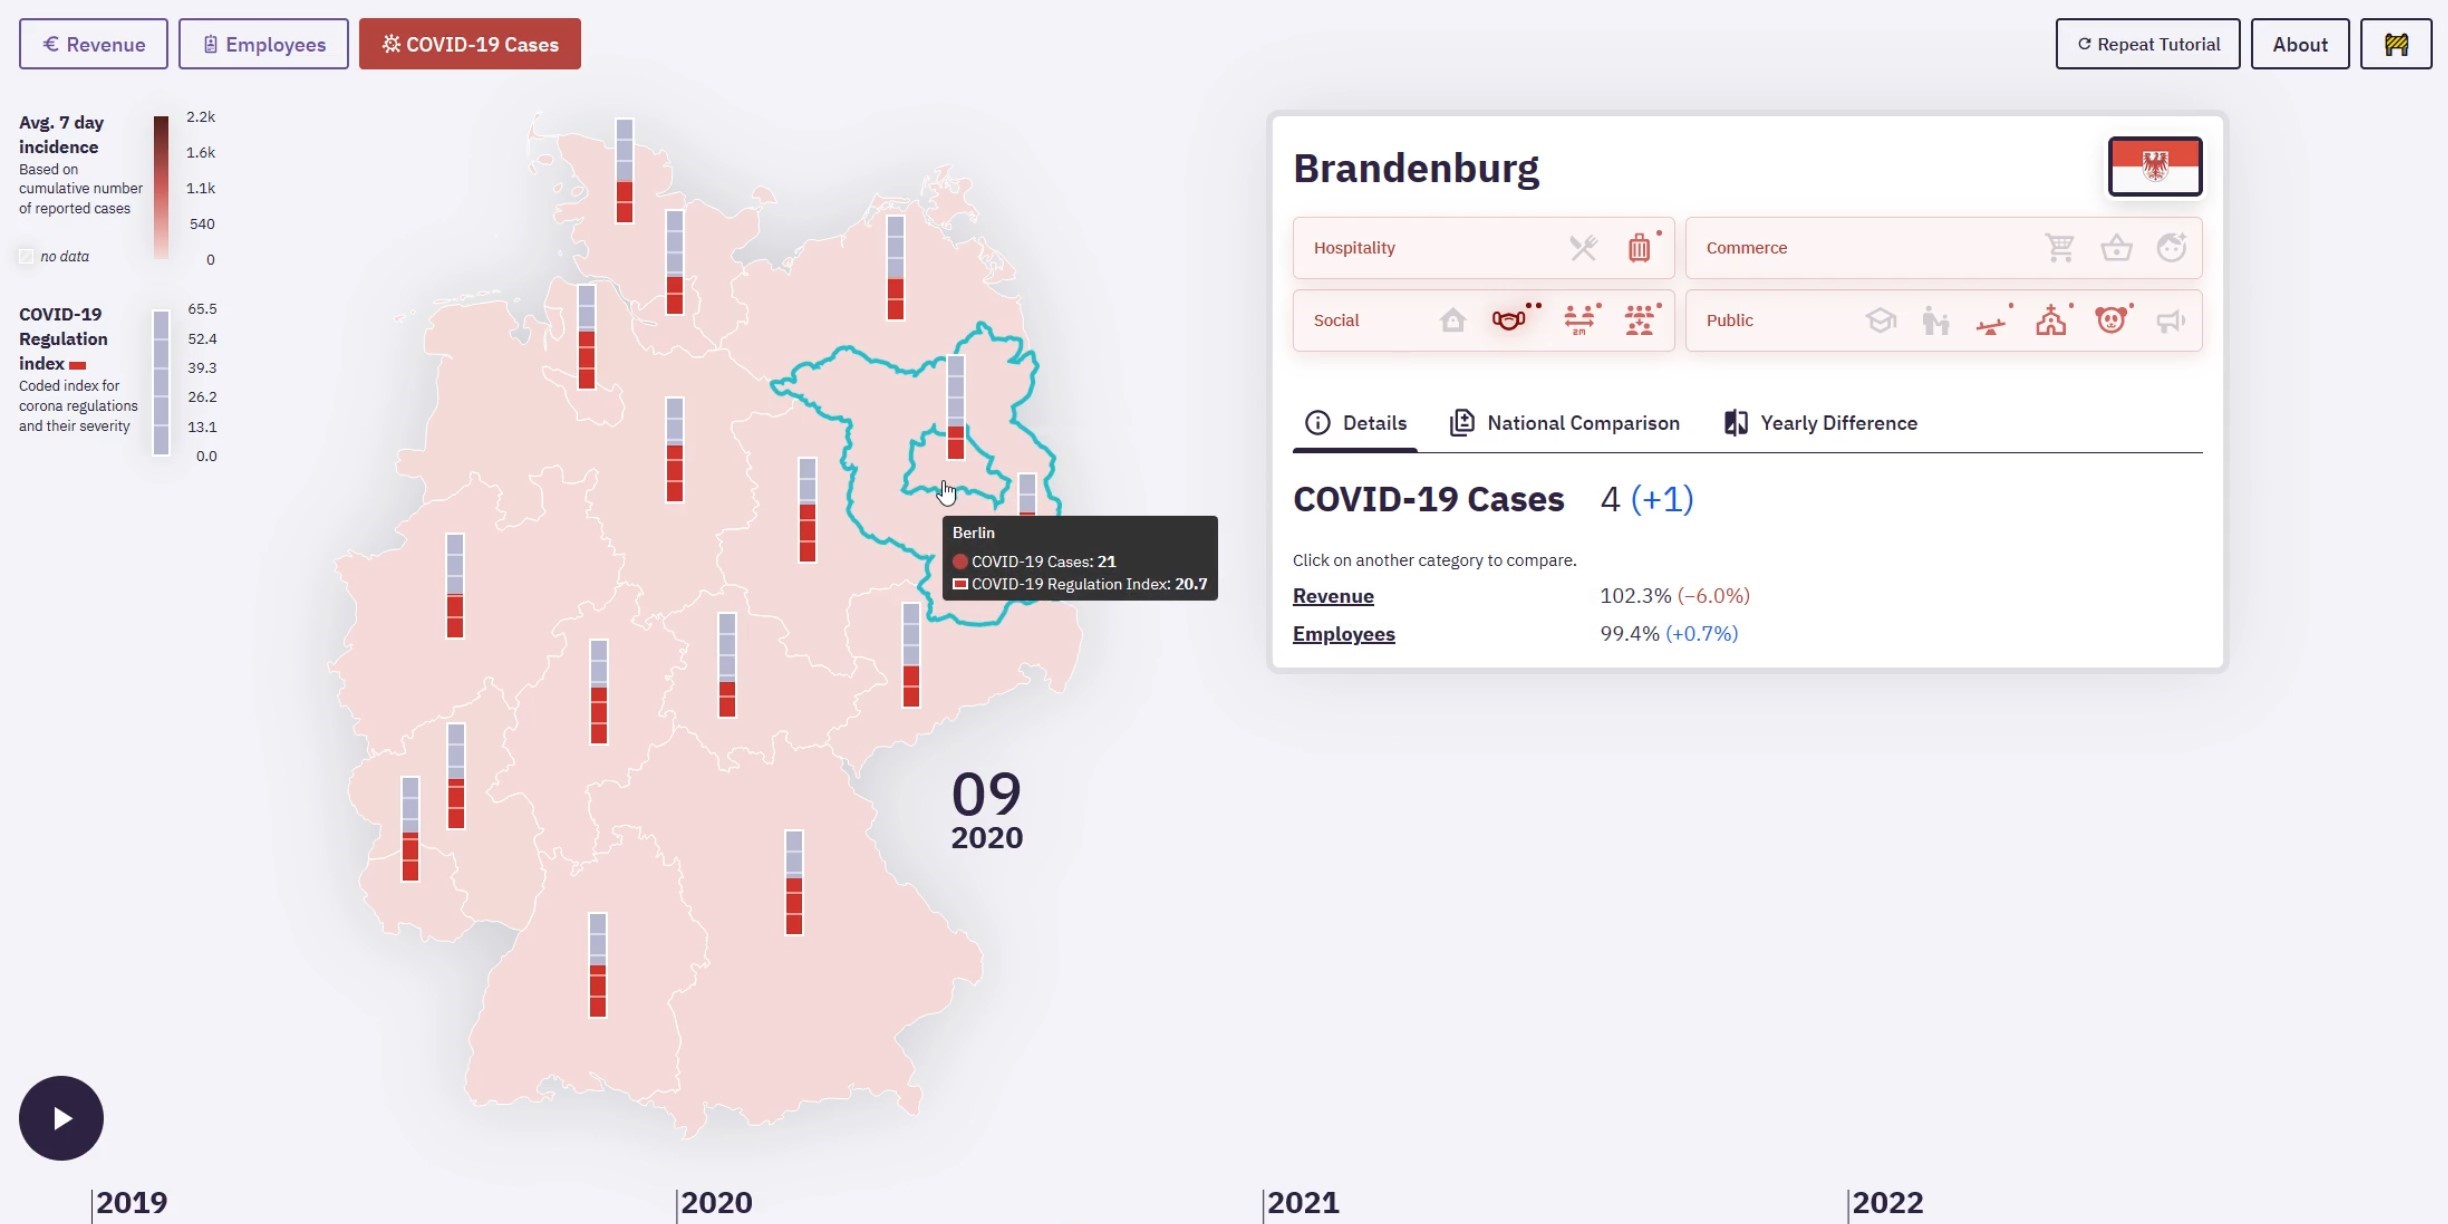 € Revenue
Employees
COVID-19 Cases
Repeat Tutorial
About
Avg. 7 day
incidence
Based on
cumulative number
of reported cases
no data
2.2k
1.6k
1.1k
540
0
COVID-19
Regulation
index
Coded index for
corona regulations
and their severity
65.5
52.4
39.3
26.2
13.1
0.0
Berlin
COVID-19 Cases: 21
COVID-19 Regulation Index: 20.7
09
2020
Brandenburg
Hospitality
Commerce
Social
2M
Public
Details
National Comparison
Yearly Difference
COVID-19 Cases 4 (+1)
Click on another category to compare.
Revenue 102.3% (−6.0%)
Employees 99.4% (+0.7%)
2019
2020
2021
2022